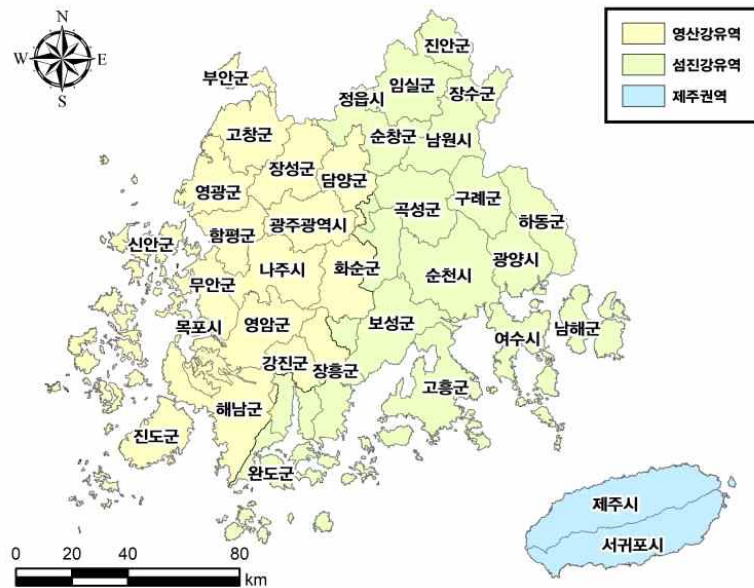 N
W E
S
영산강유역
섬진강유역
제주권역
진안군
부안군
임실군
정읍시
장수군
고창군
순창군
남원시
장성군
담양군
영광군
곡성군
구례군
하동군
함평군
광주광역시
신안군
나주시
화순군
순천시
광양시
무안군
목포시
영암군
보성군
여수시
남해군
강진군
장흥군
고흥군
해남군
진도군
완도군
제주시
서귀포시
0 20 40 80
km